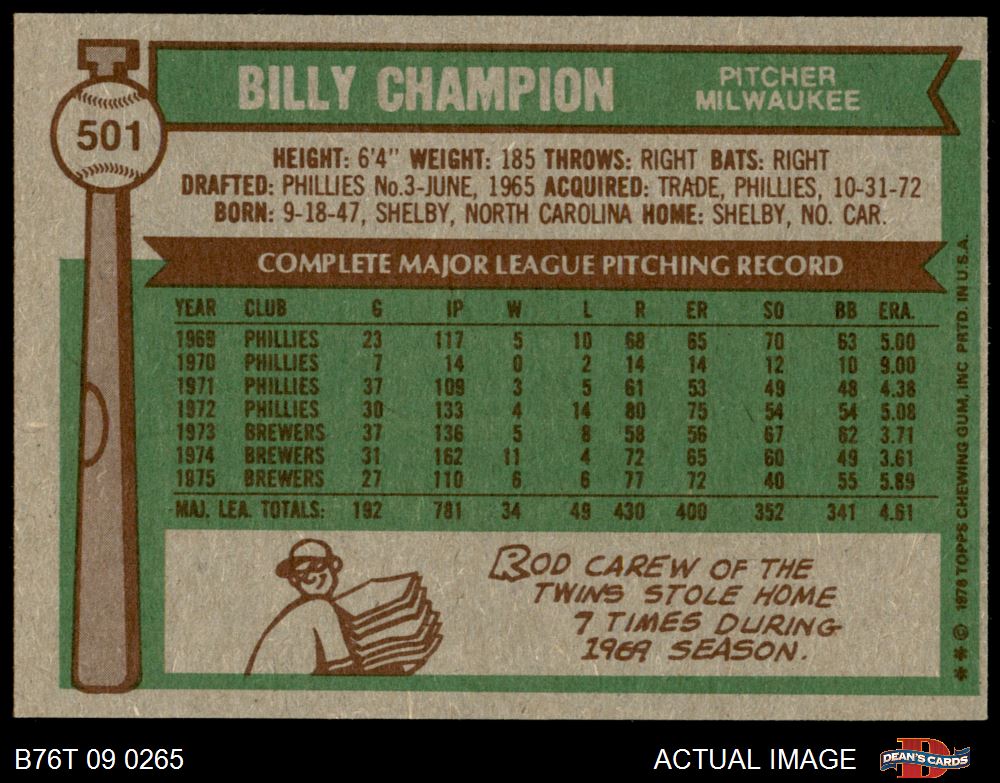 501
BILLY CHAMPION
PITCHER
MILWAUKEE
HEIGHT: 6'4" WEIGHT: 185 THROWS: RIGHT BATS: RIGHT
DRAFTED: PHILLIES No.3-JUNE, 1965 ACQUIRED: TRADE, PHILLIES, 10-31-72
BORN: 9-18-47, SHELBY, NORTH CAROLINA HOME: SHELBY, NO. CAR.
COMPLETE MAJOR LEAGUE PITCHING RECORD
YEAR CLUB G IP W L R ER SO BB ERA.
1969 PHILLIES 23 117 5 10 68 65 70 63 5.00
1970 PHILLIES 7 14 0 2 14 14 12 10 9.00
1971 PHILLIES 37 109 3 5 61 53 49 48 4.38
1972 PHILLIES 30 133 4 14 80 75 54 54 5.08
1973 BREWERS 37 136 5 8 58 56 67 62 3.71
1974 BREWERS 31 162 11 4 72 65 60 49 3.61
1975 BREWERS 27 110 6 6 77 72 40 55 5.89
MAJ. LEA. TOTALS: 192 781 34 49 430 400 352 341 4.61
ROD CAREW OF THE
TWINS STOLE HOME
7 TIMES DURING
1969 SEASON.
** © 1976 TOPPS CHEWING GUM, INC PRTD. IN U.S.A.
B76T 09 0265
ACTUAL IMAGE
DEAN'S CARDS